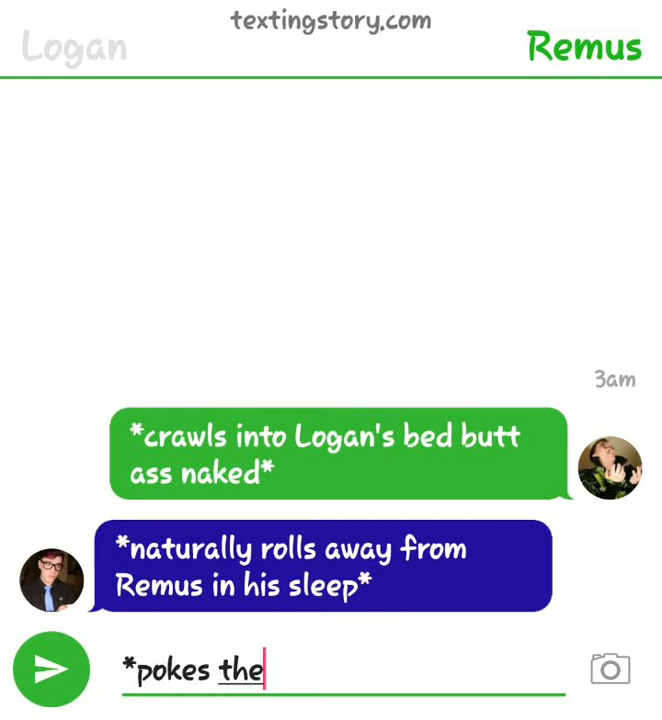 textingstory.com
Logan
Remus
3am
*crawls into Logan's bed butt
ass naked*
*naturally rolls away from
Remus in his sleep*
*pokes the